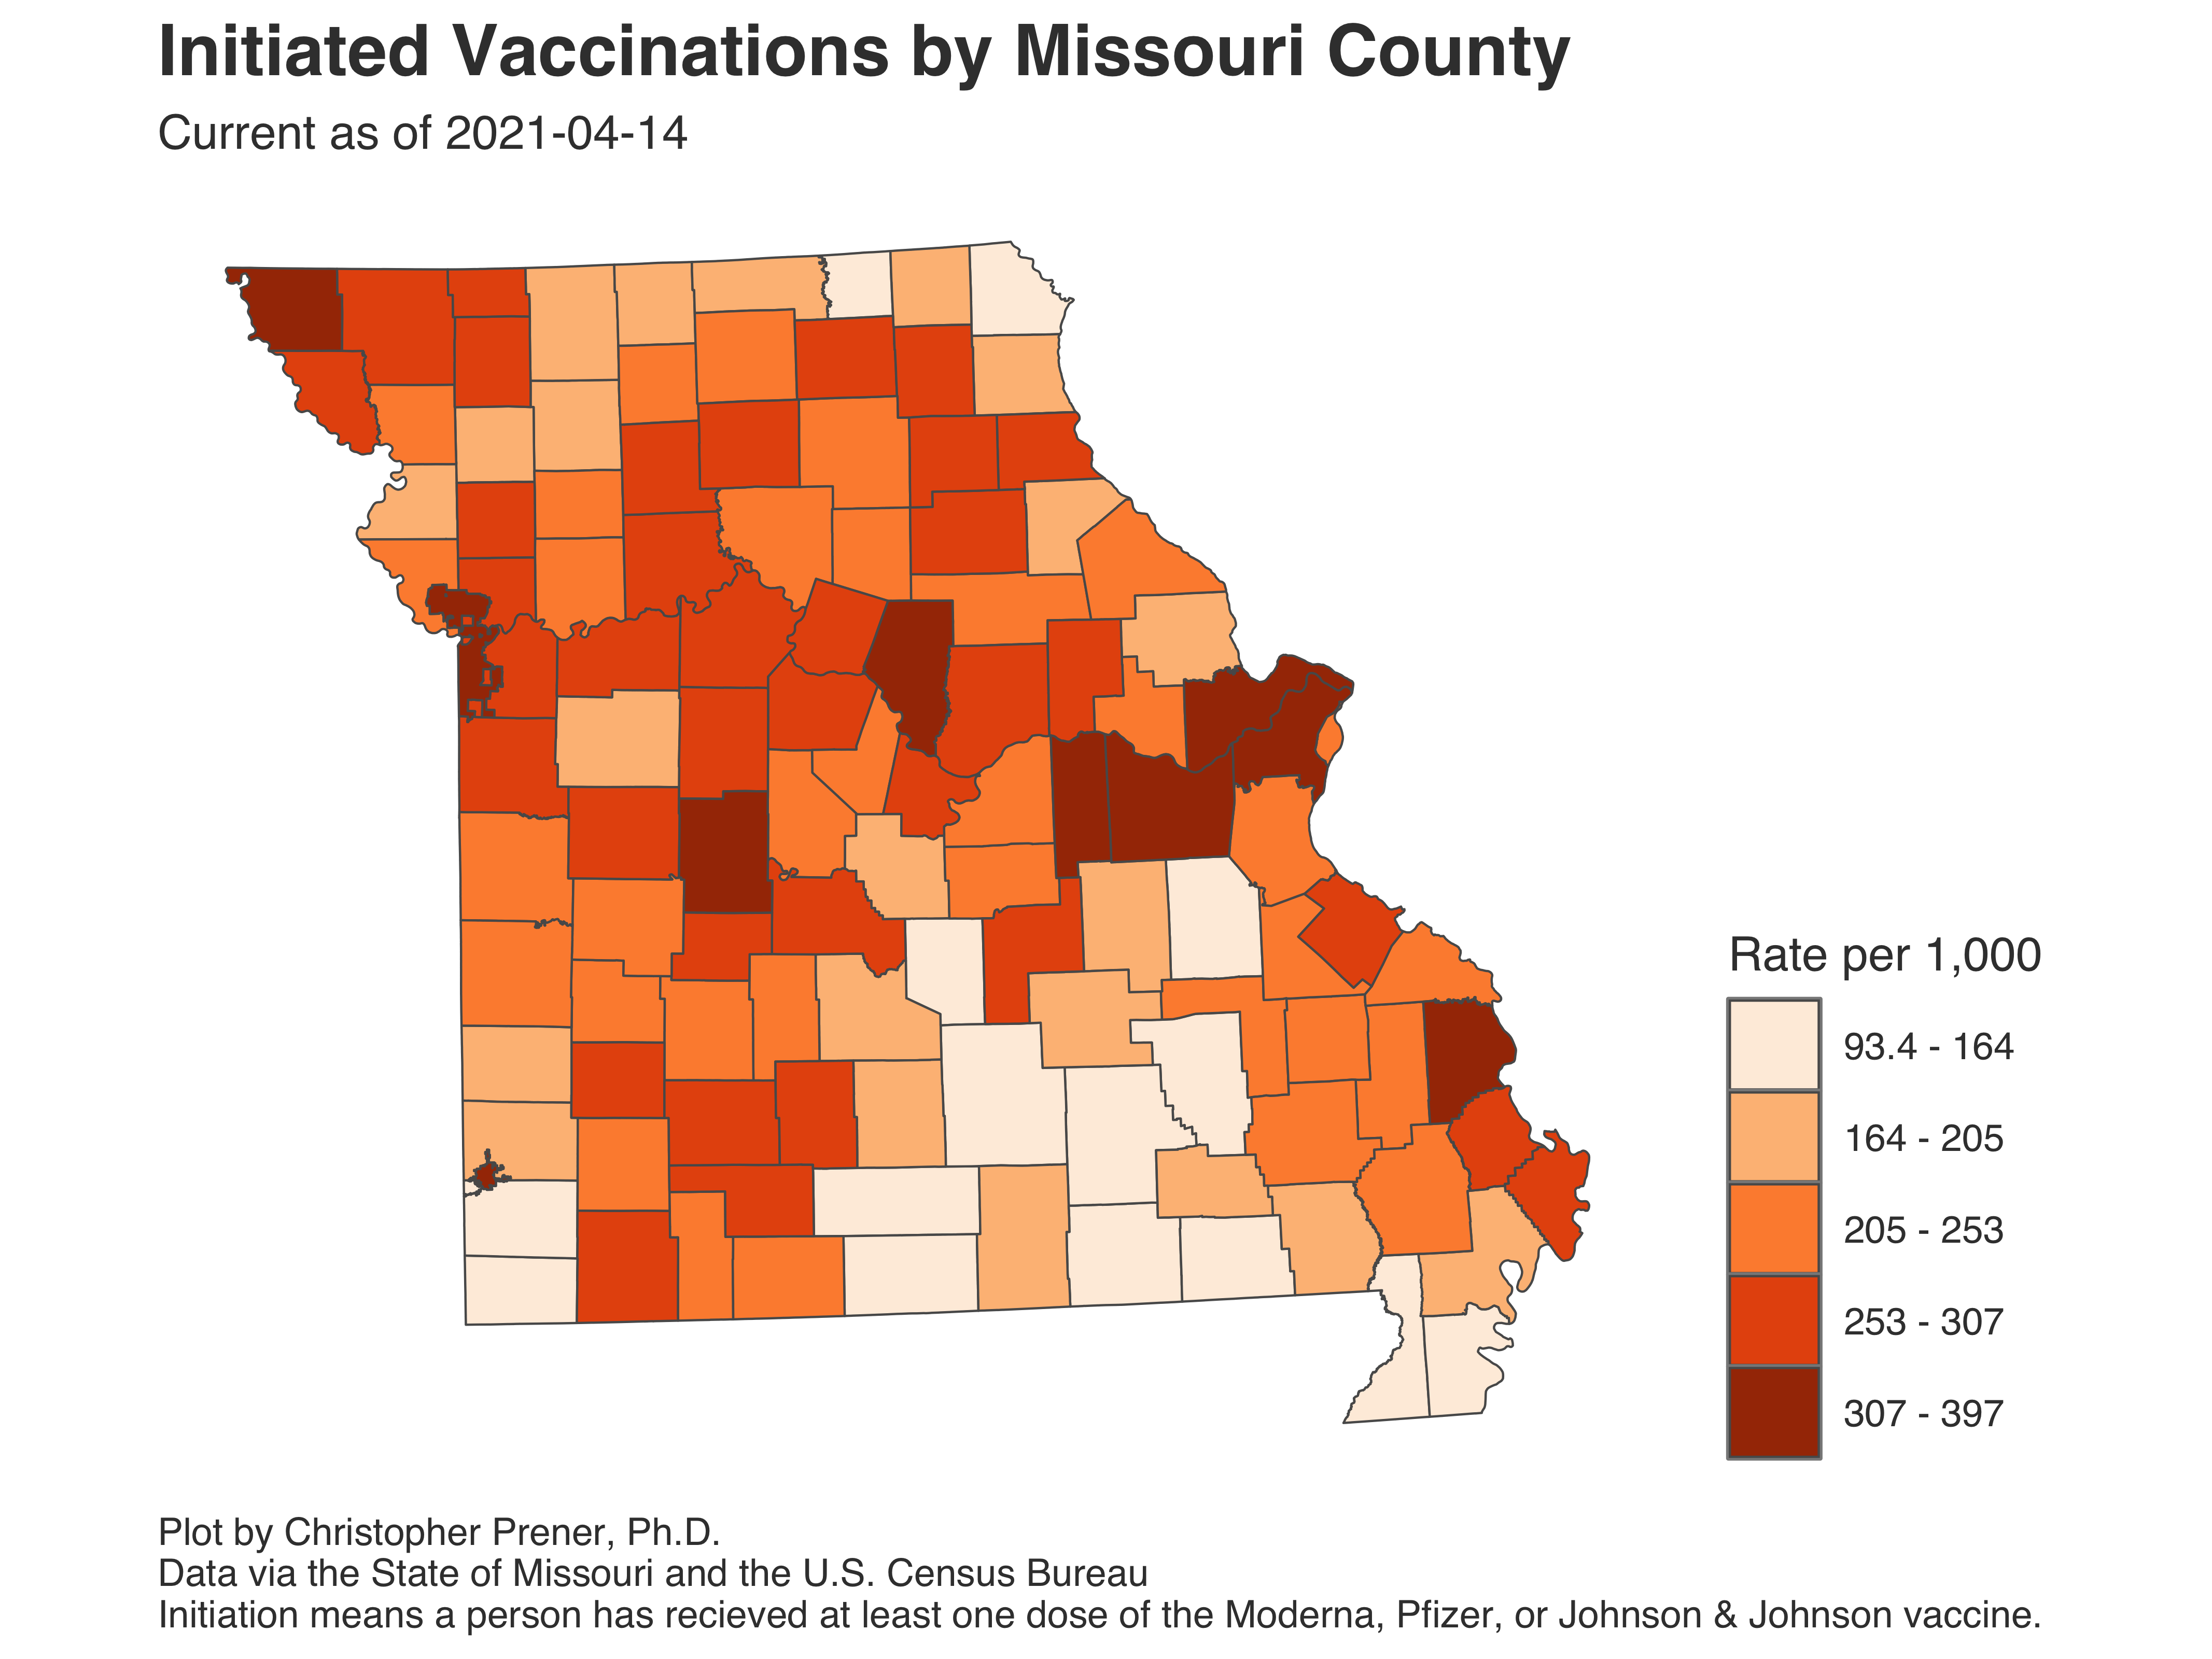 Initiated Vaccinations by Missouri County
Current as of 2021-04-14
Rate per 1,000
93.4 - 164
164 - 205
205 - 253
253 - 307
307 - 397
Plot by Christopher Prener, Ph.D.
Data via the State of Missouri and the U.S. Census Bureau
Initiation means a person has recieved at least one dose of the Moderna, Pfizer, or Johnson & Johnson vaccine.